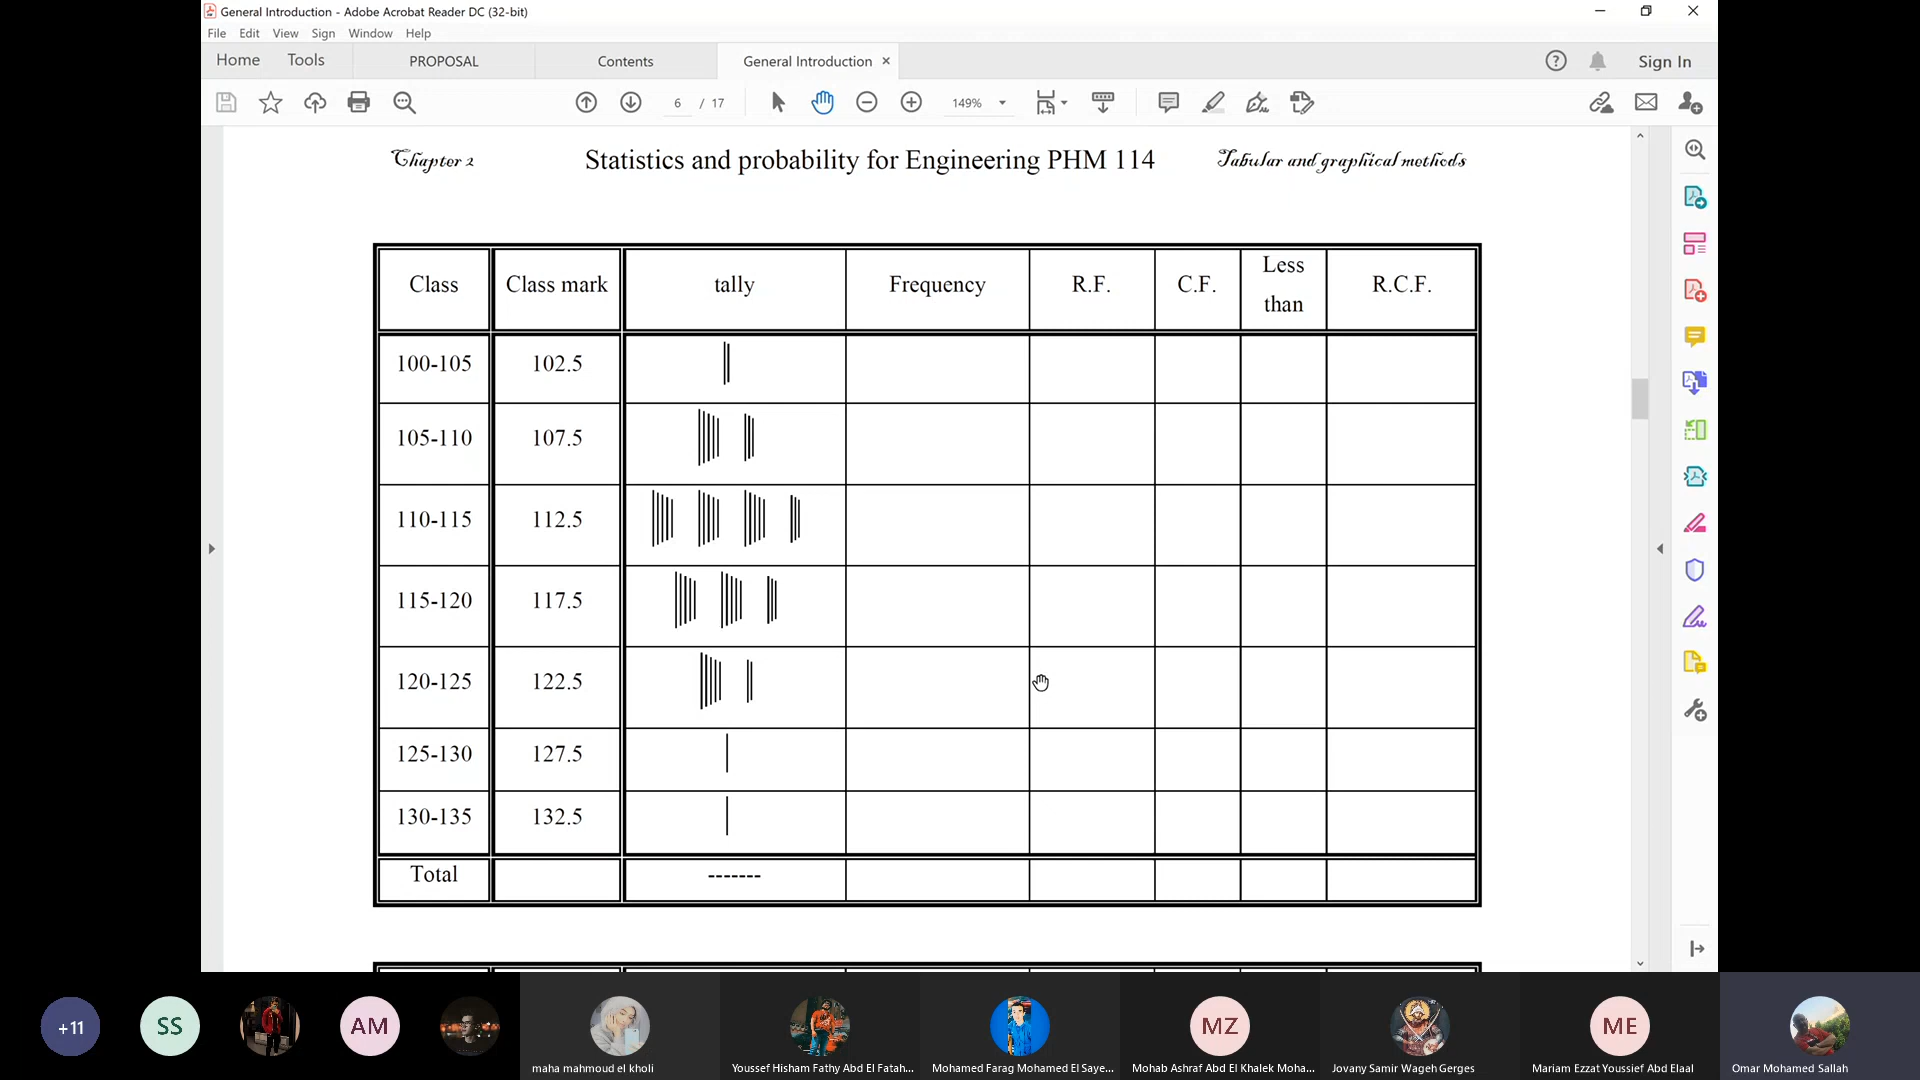 General Introduction - Adobe Acrobat Reader DC (32-bit)
File Edit View Sign Window Help
Home Tools PROPOSAL Contents General Introduction × Sign In
6 / 17 149%
Chapter 2 Statistics and probability for Engineering PHM 114 Tabular and graphical methods
Class Class mark tally Frequency R.F. C.F. Less than R.C.F.
100-105 102.5
105-110 107.5
110-115 112.5
115-120 117.5
120-125 122.5
125-130 127.5
130-135 132.5
Total -------
+11 SS AM MZ ME
maha mahmoud el kholi Youssef Hisham Fathy Abd El Fatah... Mohamed Farag Mohamed El Saye... Mohab Ashraf Abd El Khalek Moha... Jovany Samir Wageh Gerges Mariam Ezzat Youssief Abd Elaal Omar Mohamed Sallah